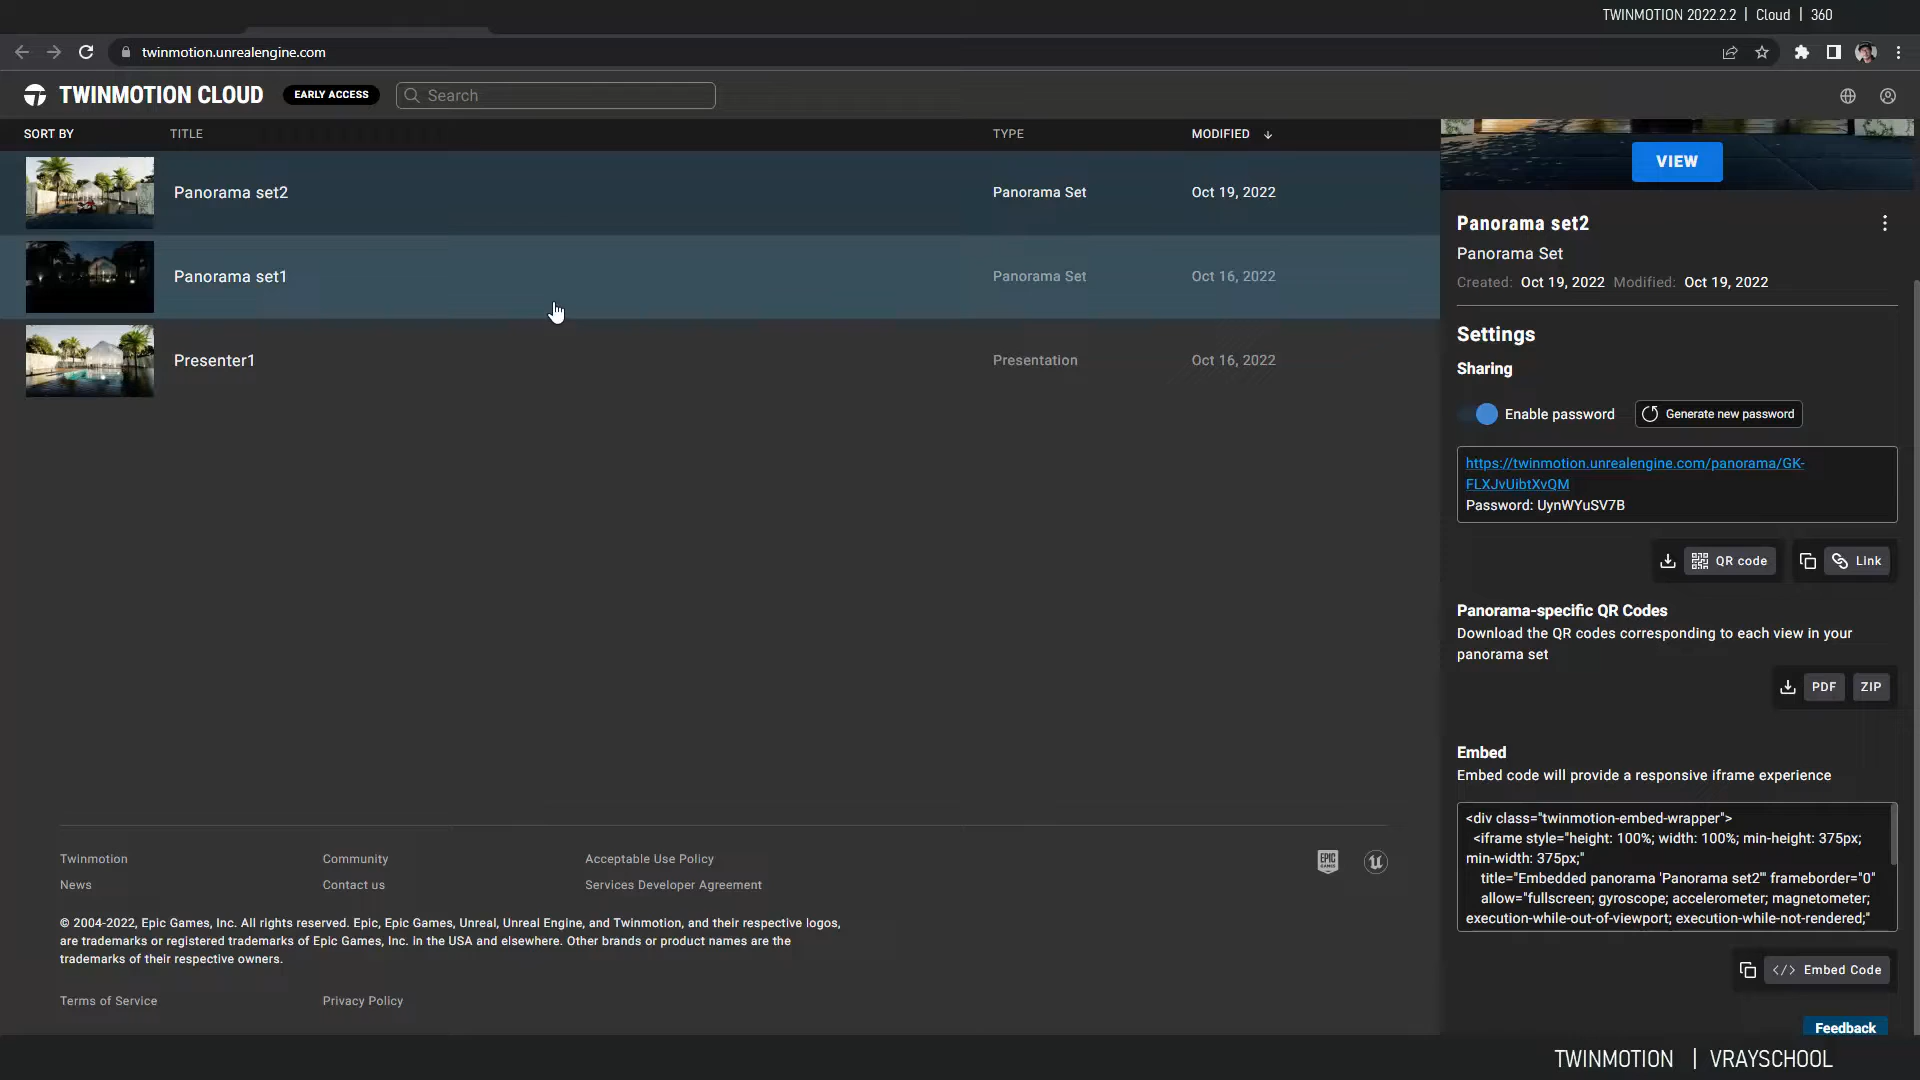 TWINMOTION 2022.2.2 | Cloud | 360
twinmotion.unrealengine.com
TWINMOTION CLOUD EARLY ACCESS Search
SORT BY TITLE TYPE MODIFIED
Panorama set2 Panorama Set Oct 19, 2022
Panorama set1 Panorama Set Oct 16, 2022
Presenter1 Presentation Oct 16, 2022
VIEW
Panorama set2
Panorama Set
Created: Oct 19, 2022 Modified: Oct 19, 2022
Settings
Sharing
Enable password Generate new password
https://twinmotion.unrealengine.com/panorama/GK-
FLXJvUibtXvQM
Password: UynWYuSV7B
QR code Link
Panorama-specific QR Codes
Download the QR codes corresponding to each view in your
panorama set
PDF ZIP
Embed
Embed code will provide a responsive iframe experience
<div class="twinmotion-embed-wrapper">
<iframe style="height: 100%; width: 100%; min-height: 375px;
min-width: 375px;"
title="Embedded panorama 'Panorama set2'" frameborder="0"
allow="fullscreen; gyroscope; accelerometer; magnetometer;
execution-while-out-of-viewport; execution-while-not-rendered;"
</> Embed Code
Feedback
Twinmotion Community Acceptable Use Policy
News Contact us Services Developer Agreement
EPIC GAMES
© 2004-2022, Epic Games, Inc. All rights reserved. Epic, Epic Games, Unreal, Unreal Engine, and Twinmotion, and their respective logos,
are trademarks or registered trademarks of Epic Games, Inc. in the USA and elsewhere. Other brands or product names are the
trademarks of their respective owners.
Terms of Service Privacy Policy
TWINMOTION | VRAYSCHOOL